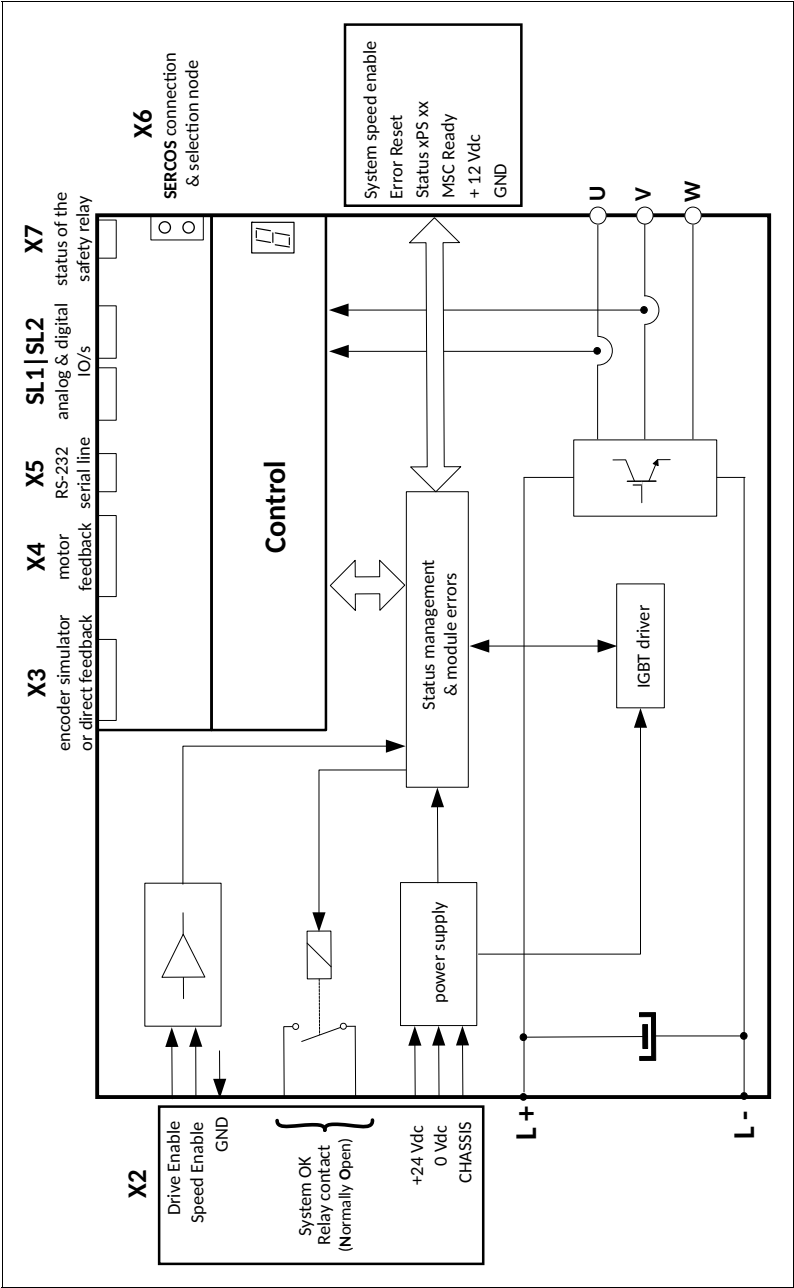 X3
encoder simulator
or direct feedback
X4
motor
feedback
X5
RS-232
serial line
SL1|SL2
analog & digital
IO/s
X7
status of the
safety relay
X6
SERCOS connection
& selection node
X2
Drive Enable
Speed Enable
GND
System OK
Relay contact
(Normally Open)
+24 Vdc
0 Vdc
CHASSIS
L +
L -
Control
Status management
& module errors
power supply
IGBT driver
System speed enable
Error Reset
Status xPS xx
MSC Ready
+ 12 Vdc
GND
U
V
W